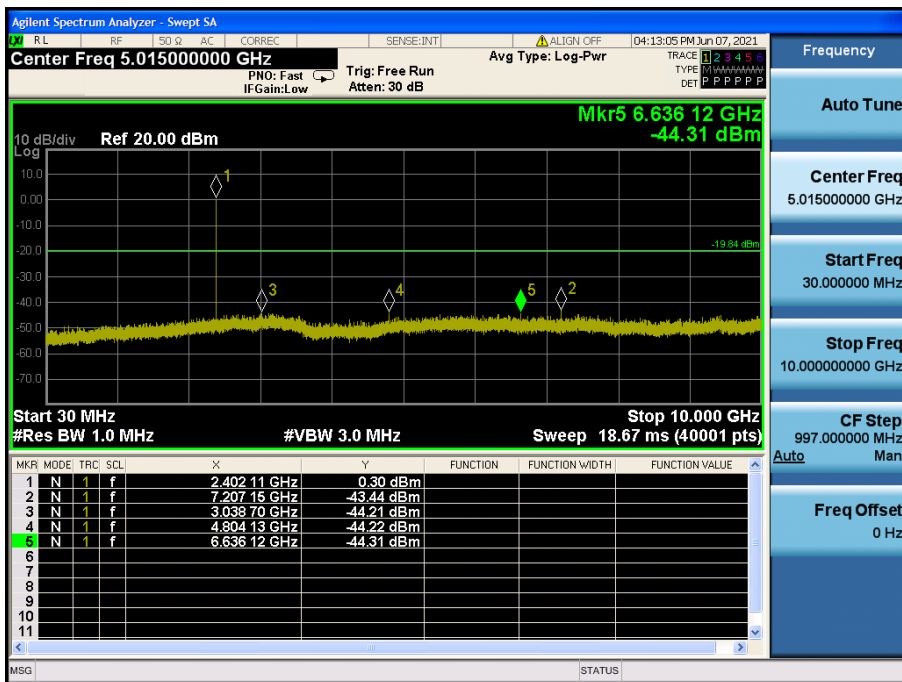 Agilent Spectrum Analyzer - Swept SA
LXI RL RF 50 Ω AC CORREC SENSE:INT ALIGN OFF 04:13:05 PM Jun 07, 2021
Center Freq 5.015000000 GHz
PNO: Fast
IFGain:Low
Trig: Free Run
Atten: 30 dB
Avg Type: Log-Pwr
TRACE 1 2 3 4 5 6
TYPE MWWWWW
DET P P P P P P
Mkr5 6.636 12 GHz
-44.31 dBm
10 dB/div Ref 20.00 dBm
Log
10.0
0.00
-10.0
-20.0
-30.0
-40.0
-50.0
-60.0
-70.0
1
-19.84 dBm
3
4
5
2
Start 30 MHz Stop 10.000 GHz
#Res BW 1.0 MHz #VBW 3.0 MHz Sweep 18.67 ms (40001 pts)
MKR MODE TRC SCL X Y FUNCTION FUNCTION WIDTH FUNCTION VALUE
1 N 1 f 2.402 11 GHz 0.30 dBm
2 N 1 f 7.207 15 GHz -43.44 dBm
3 N 1 f 3.038 70 GHz -44.21 dBm
4 N 1 f 4.804 13 GHz -44.22 dBm
5 N 1 f 6.636 12 GHz -44.31 dBm
6
7
8
9
10
11
MSG STATUS
Frequency
Auto Tune
Center Freq
5.015000000 GHz
Start Freq
30.000000 MHz
Stop Freq
10.000000000 GHz
CF Step
997.000000 MHz
Auto Man
Freq Offset
0 Hz